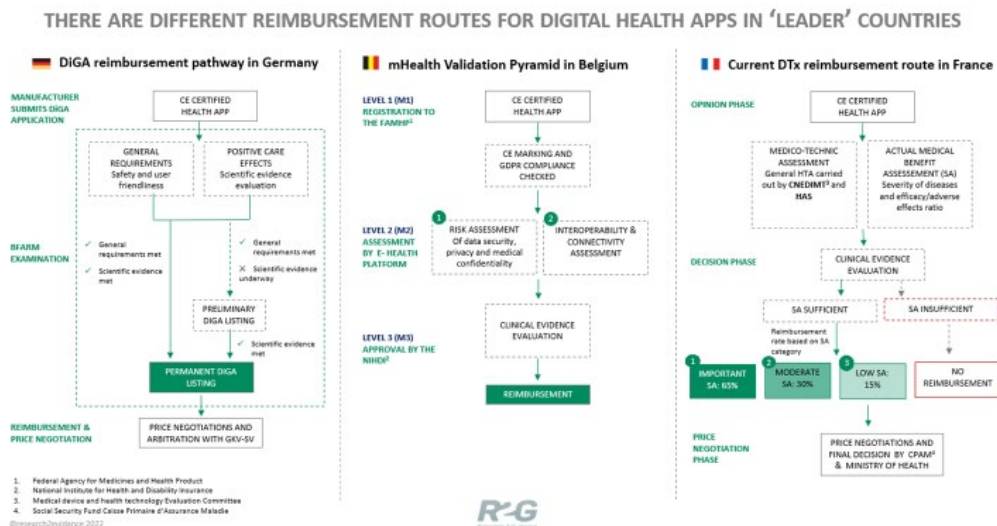 THERE ARE DIFFERENT REIMBURSEMENT ROUTES FOR DIGITAL HEALTH APPS IN ‘LEADER’ COUNTRIES
DiGA reimbursement pathway in Germany
MANUFACTURER
SUBMITS DiGA
APPLICATION
CE CERTIFIED
HEALTH APP
GENERAL
REQUIREMENTS
Safety and user
friendliness
POSITIVE CARE
EFFECTS
Scientific evidence
evaluation
BFARM
EXAMINATION
✓ General
requirements met
✓ Scientific evidence
met
✓ General
requirements met
✕ Scientific evidence
underway
PRELIMINARY
DIGA LISTING
✓ Scientific evidence
met
PERMANENT DIGA
LISTING
REIMBURSEMENT &
PRICE NEGOTIATION
PRICE NEGOTIATIONS AND
ARBITRATION WITH GKV-SV
mHealth Validation Pyramid in Belgium
LEVEL 1 (M1)
REGISTRATION TO
THE FAMHP¹
CE CERTIFIED
HEALTH APP
CE MARKING AND
GDPR COMPLIANCE
CHECKED
LEVEL 2 (M2)
ASSESSMENT
BY E- HEALTH
PLATFORM
1
RISK ASSESSMENT
Of data security,
privacy and medical
confidentiality
2
INTEROPERABILITY &
CONNECTIVITY
ASSESSMENT
LEVEL 3 (M3)
APPROVAL BY THE
NIHDI²
CLINICAL EVIDENCE
EVALUATION
REIMBURSEMENT
Current DTx reimbursement route in France
OPINION PHASE
CE CERTIFIED
HEALTH APP
MEDICO-TECHNIC
ASSESSMENT
General HTA carried
out by CNEDIMT³ and
HAS
ACTUAL MEDICAL
BENEFIT
ASSESSMENT (SA)
Severity of diseases
and efficacy/adverse
effects ratio
DECISION PHASE
CLINICAL EVIDENCE
EVALUATION
SA SUFFICIENT
SA INSUFFICIENT
Reimbursement
rate based on SA
category
1
IMPORTANT
SA: 65%
2
MODERATE
SA: 30%
3
LOW SA:
15%
NO
REIMBURSEMENT
PRICE
NEGOTIATION
PHASE
PRICE NEGOTIATIONS AND
FINAL DECISION BY CPAM⁴
& MINISTRY OF HEALTH
1. Federal Agency for Medicines and Health Product
2. National Institute for Health and Disability Insurance
3. Medical device and health technology Evaluation Committee
4. Social Security Fund Caisse Primaire d'Assurance Maladie
©research2guidance 2022
R2G